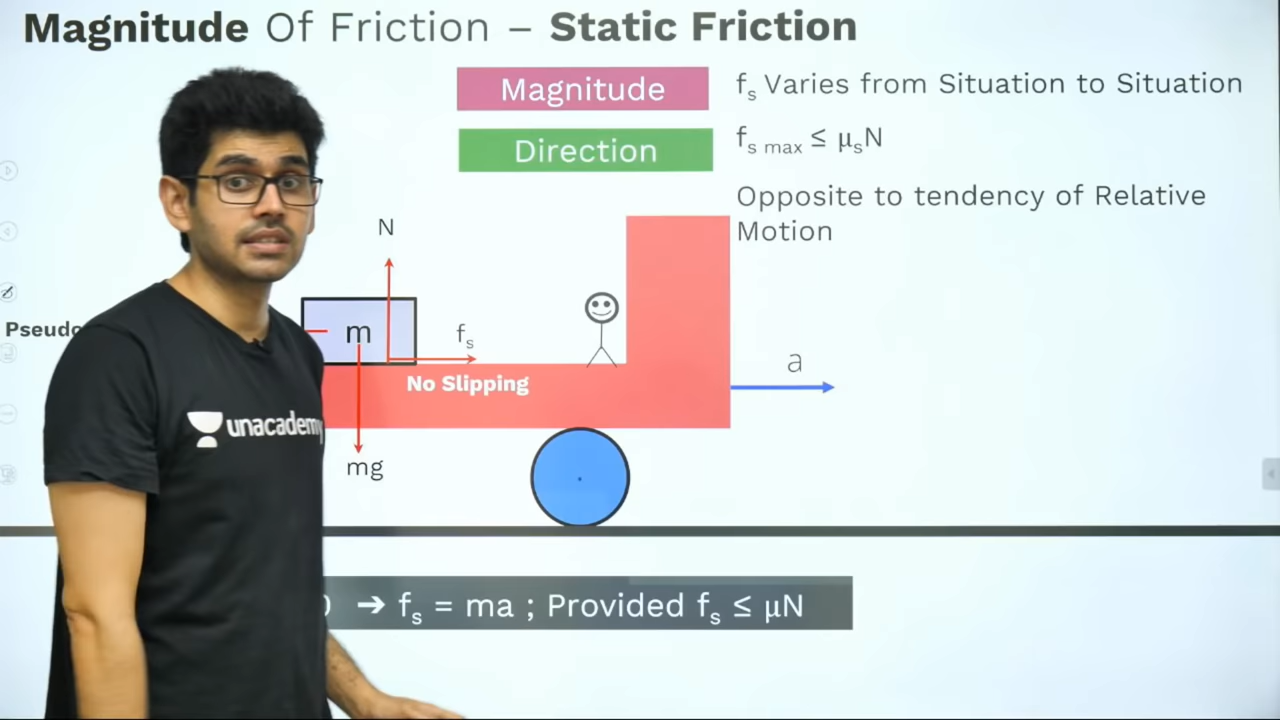 Magnitude Of Friction – Static Friction
Magnitude
fs Varies from Situation to Situation
Direction
fs max ≤ μsN
Opposite to tendency of Relative
Motion
N
m
fs
No Slipping
a
mg
unacademy
➔ fs = ma ; Provided fs ≤ μN